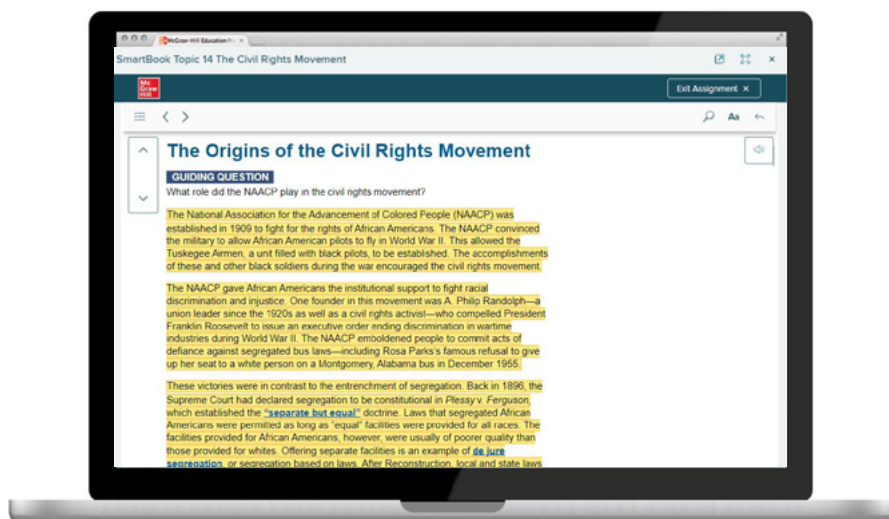 McGraw-Hill Education
SmartBook Topic 14 The Civil Rights Movement
Mc
Graw
Hill
Exit Assignment ×
Aa
The Origins of the Civil Rights Movement
GUIDING QUESTION
What role did the NAACP play in the civil rights movement?
The National Association for the Advancement of Colored People (NAACP) was
established in 1909 to fight for the rights of African Americans. The NAACP convinced
the military to allow African American pilots to fly in World War II. This allowed the
Tuskegee Airmen, a unit filled with black pilots, to be established. The accomplishments
of these and other black soldiers during the war encouraged the civil rights movement.
The NAACP gave African Americans the institutional support to fight racial
discrimination and injustice. One founder in this movement was A. Philip Randolph—a
union leader since the 1920s as well as a civil rights activist—who compelled President
Franklin Roosevelt to issue an executive order ending discrimination in wartime
industries during World War II. The NAACP emboldened people to commit acts of
defiance against segregated bus laws—including Rosa Parks's famous refusal to give
up her seat to a white person on a Montgomery, Alabama bus in December 1955.
These victories were in contrast to the entrenchment of segregation. Back in 1896, the
Supreme Court had declared segregation to be constitutional in Plessy v. Ferguson,
which established the "separate but equal" doctrine. Laws that segregated African
Americans were permitted as long as "equal" facilities were provided for all races. The
facilities provided for African Americans, however, were usually of poorer quality than
those provided for whites. Offering separate facilities is an example of de jure
segregation, or segregation based on laws. After Reconstruction, local and state laws